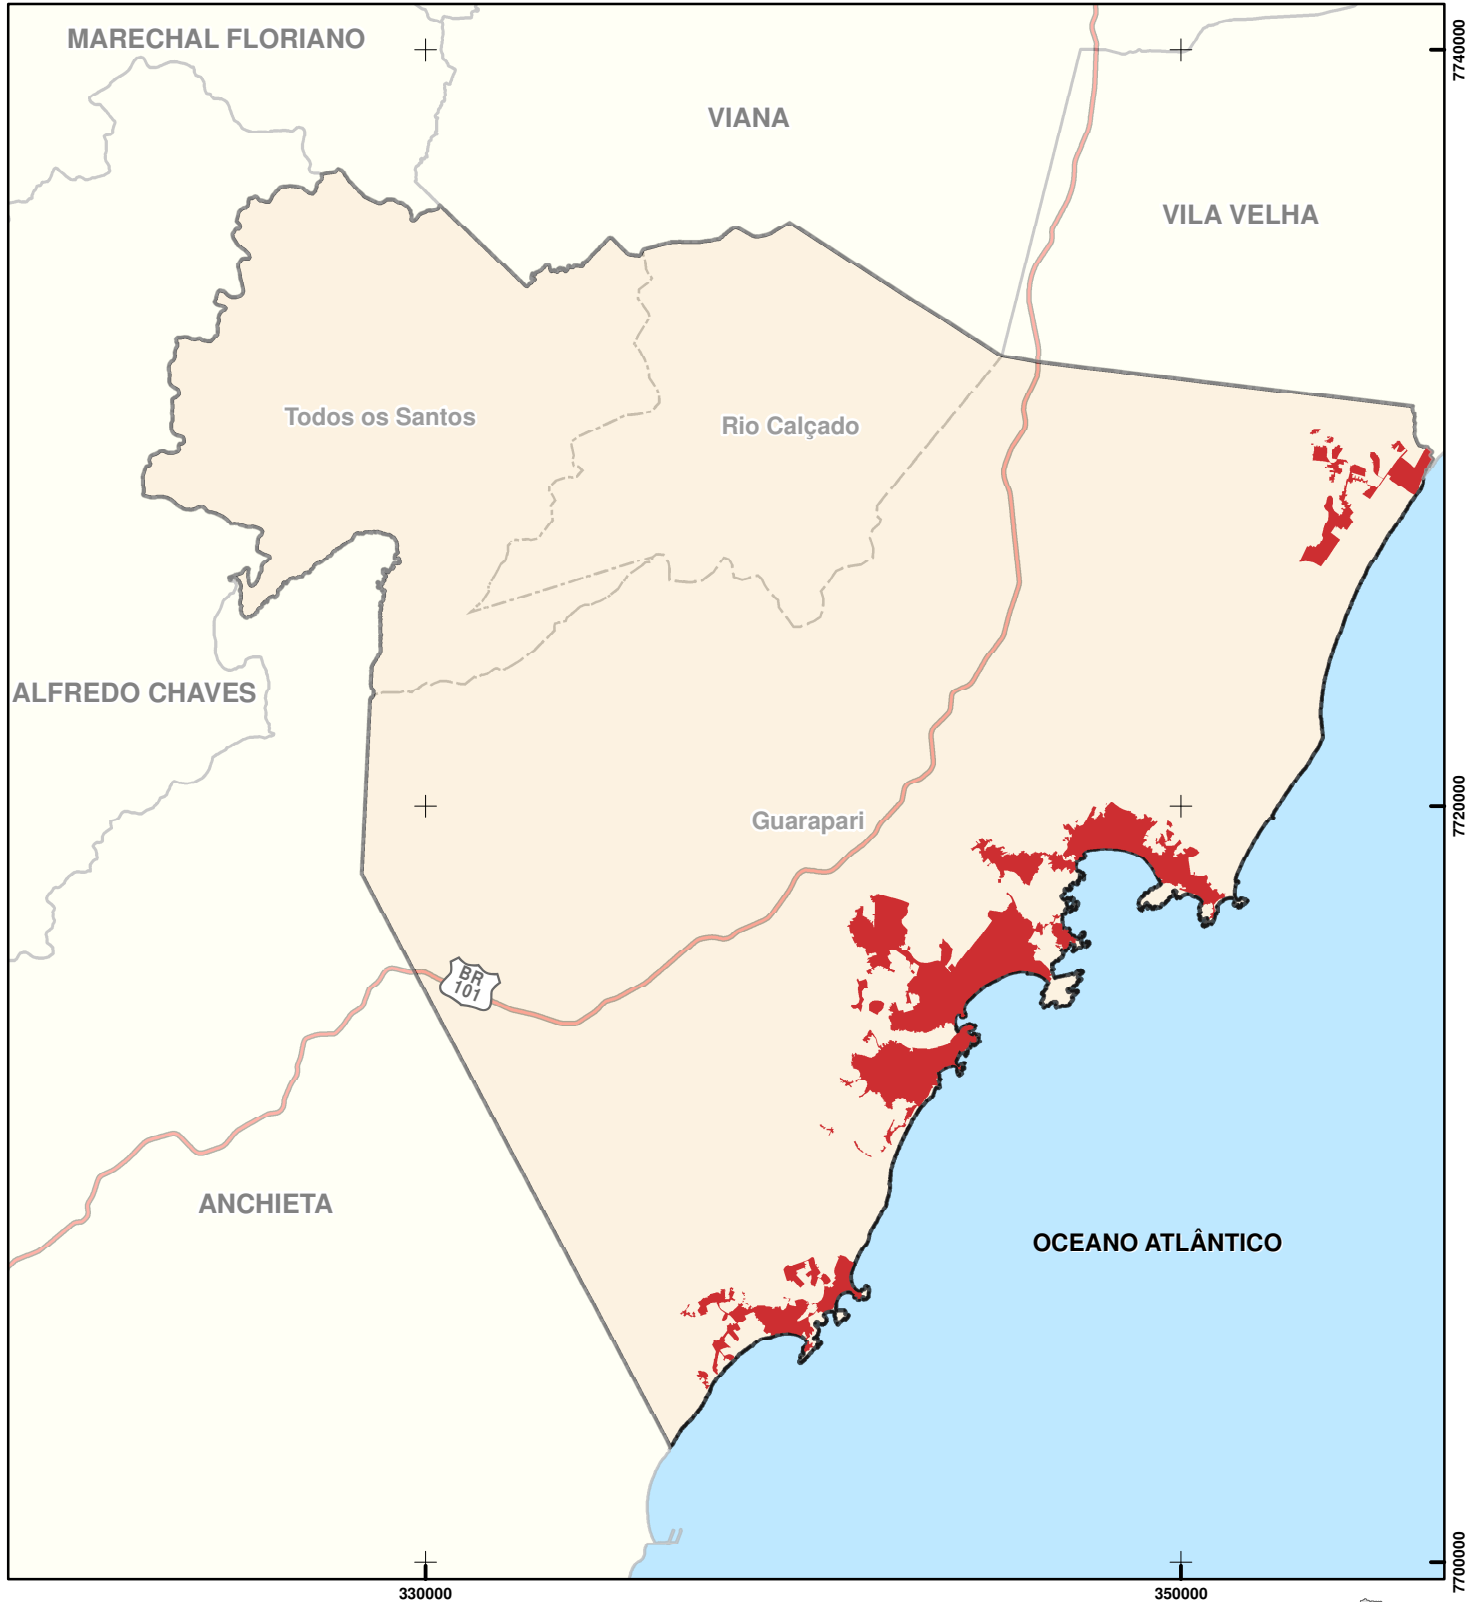 MARECHAL FLORIANO
7740000
VIANA
VILA VELHA
Todos os Santos
Rio Calçado
ALFREDO CHAVES
7720000
Guarapari
BR
101
ANCHIETA
OCEANO ATLÂNTICO
7700000
330000
350000